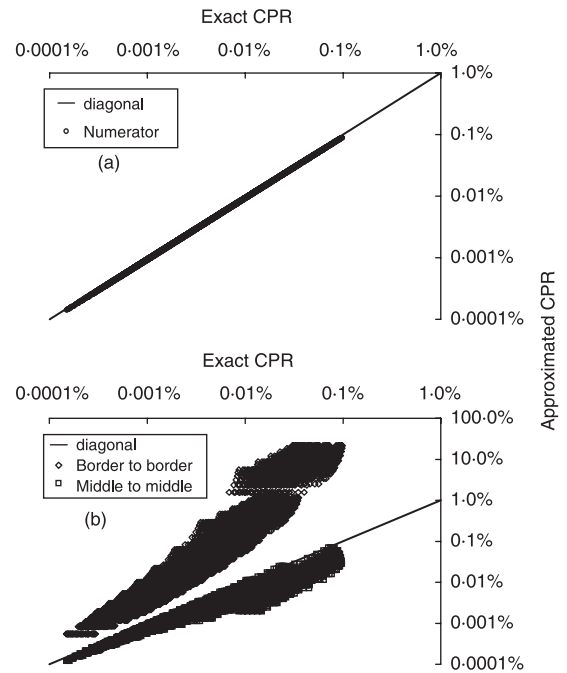 Exact CPR
0·0001% 0·001% 0·01% 0·1% 1·0%
1·0%
diagonal
Numerator
0·1%
(a)
0·01%
0·001%
0·0001%
Approximated CPR
Exact CPR
0·0001% 0·001% 0·01% 0·1% 1·0%
100·0%
diagonal
Border to border
Middle to middle
10·0%
1·0%
(b)
0·1%
0·01%
0·001%
0·0001%